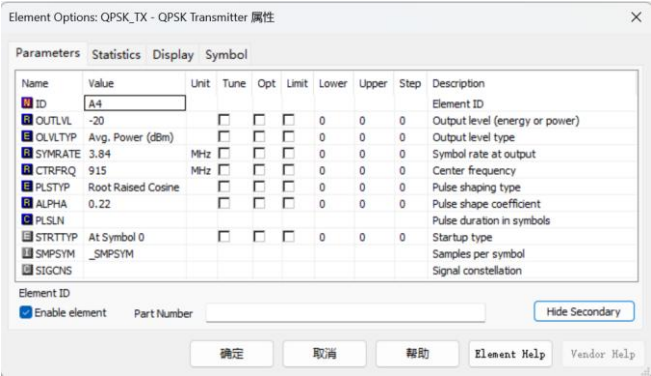 Element Options: QPSK_TX - QPSK Transmitter 属性
Parameters Statistics Display Symbol
Name Value Unit Tune Opt Limit Lower Upper Step Description
N ID A4 Element ID
R OUTLVL -20 0 0 0 Output level (energy or power)
E OLVLTYP Avg. Power (dBm) 0 0 0 Output level type
R SYMRATE 3.84 MHz 0 0 0 Symbol rate at output
R CTRFRQ 915 MHz 0 0 0 Center frequency
E PLSTYP Root Raised Cosine 0 0 0 Pulse shaping type
R ALPHA 0.22 0 0 0 Pulse shape coefficient
C PLSLN Pulse duration in symbols
E STRTTYP At Symbol 0 0 0 0 Startup type
I SMPSYM _SMPSYM Samples per symbol
SIGCNS Signal constellation
Element ID
Enable element Part Number Hide Secondary
确定 取消 帮助 Element Help Vendor Help